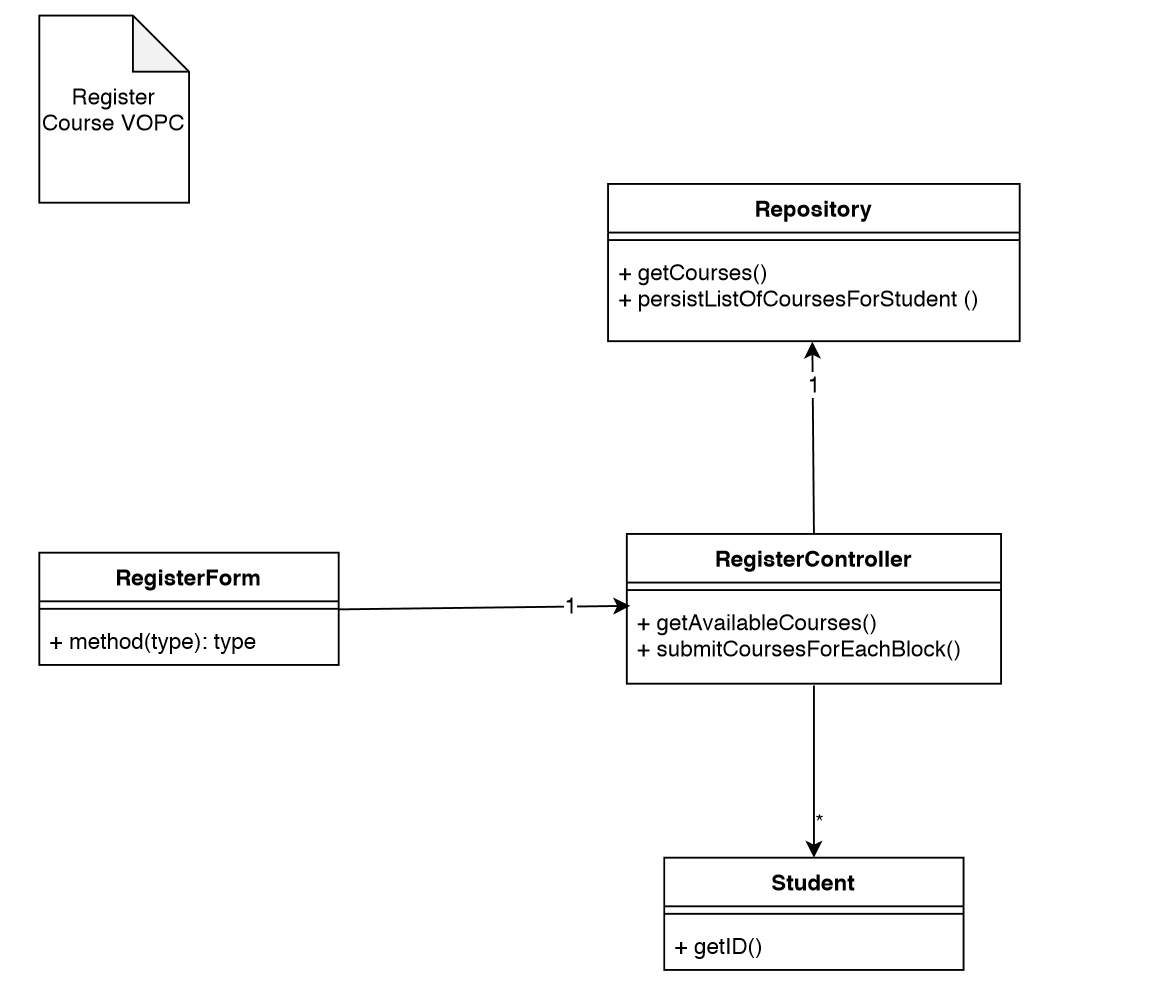 Register
Course VOPC
Repository
+ getCourses()
+ persistListOfCoursesForStudent ()
1
RegisterForm
+ method(type): type
1
RegisterController
+ getAvailableCourses()
+ submitCoursesForEachBlock()
*
Student
+ getID()